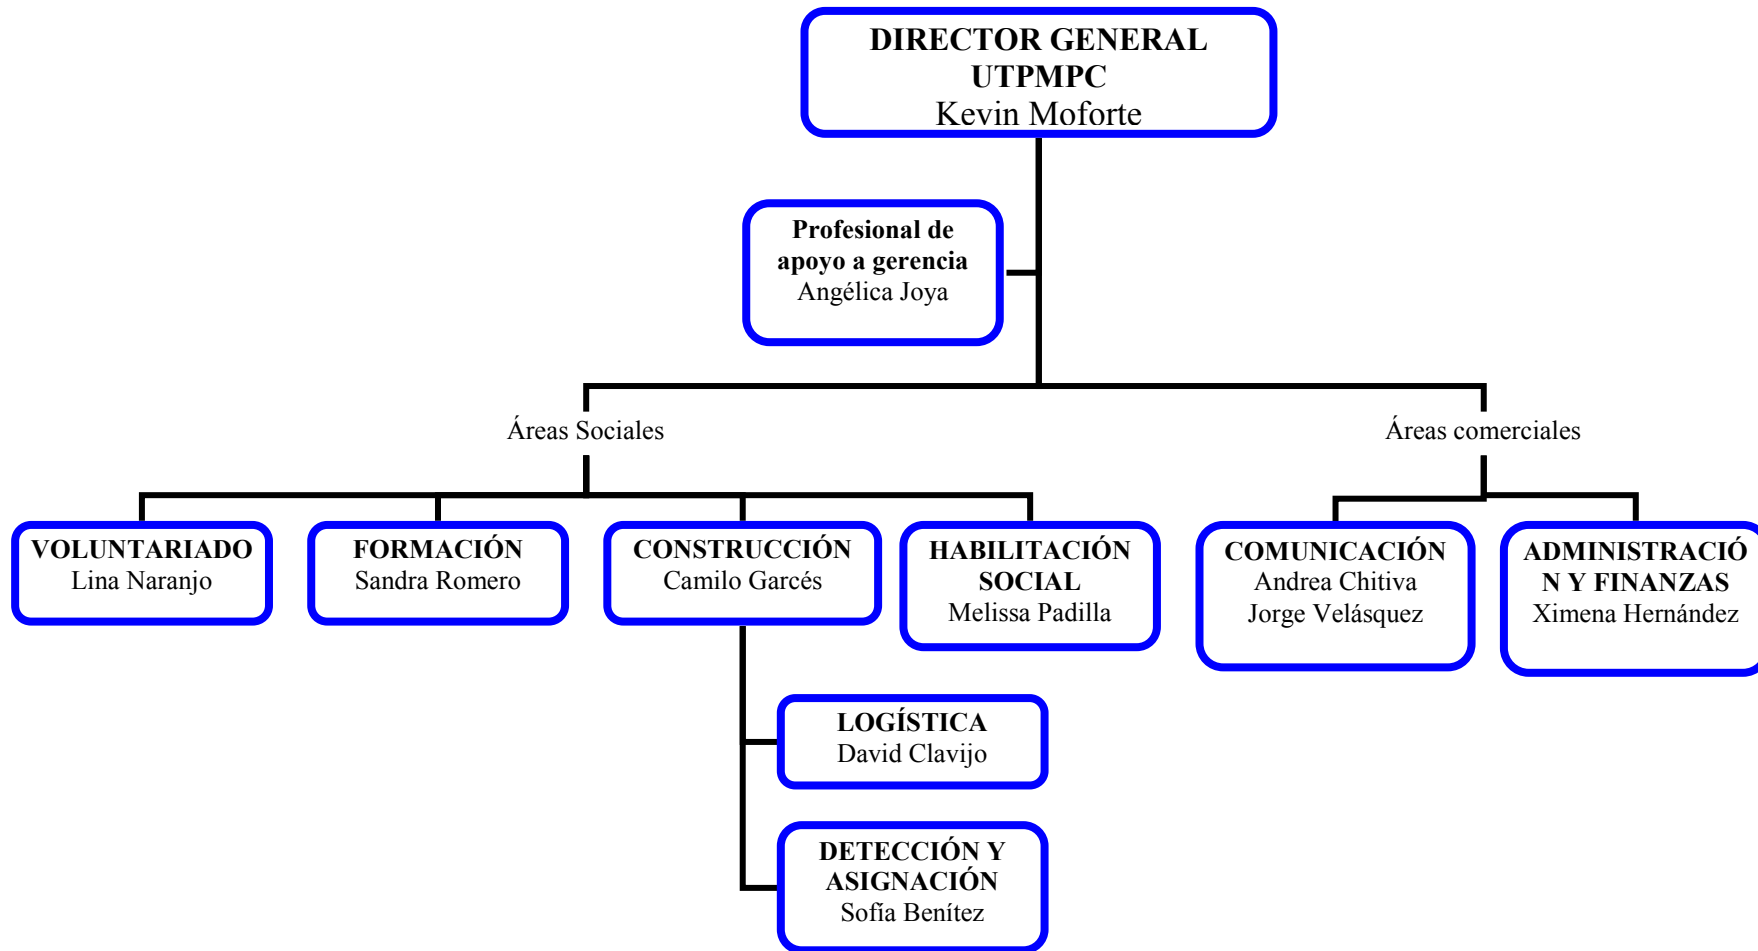 DIRECTOR GENERAL
UTPMPC
Kevin Moforte
Profesional de
apoyo a gerencia
Angélica Joya
Áreas Sociales
Áreas comerciales
VOLUNTARIADO
Lina Naranjo
FORMACIÓN
Sandra Romero
CONSTRUCCIÓN
Camilo Garcés
HABILITACIÓN
SOCIAL
Melissa Padilla
COMUNICACIÓN
Andrea Chitiva
Jorge Velásquez
ADMINISTRACIÓ
N Y FINANZAS
Ximena Hernández
LOGÍSTICA
David Clavijo
DETECCIÓN Y
ASIGNACIÓN
Sofía Benítez